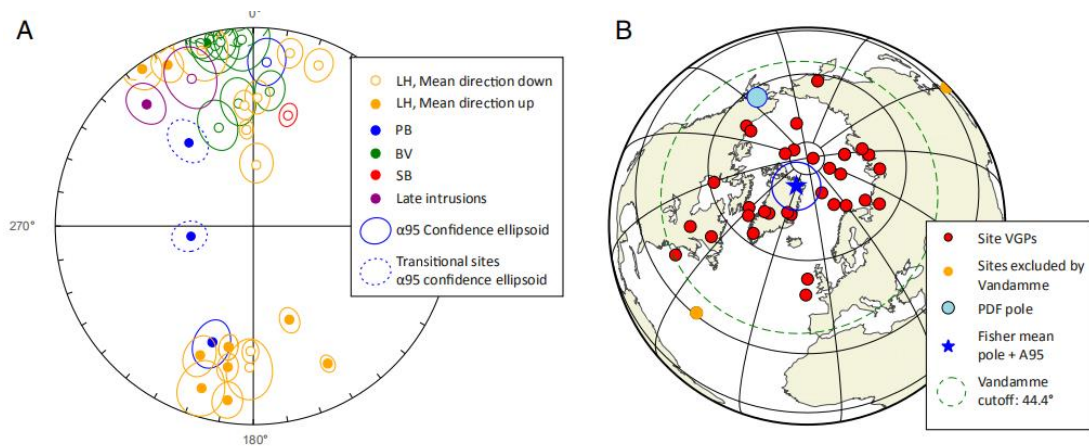 A
0°
270°
180°
LH, Mean direction down
LH, Mean direction up
PB
BV
SB
Late intrusions
α95 Confidence ellipsoid
Transitional sites
α95 confidence ellipsoid
B
Site VGPs
Sites excluded by
Vandamme
PDF pole
Fisher mean
pole + A95
Vandamme
cutoff: 44.4°